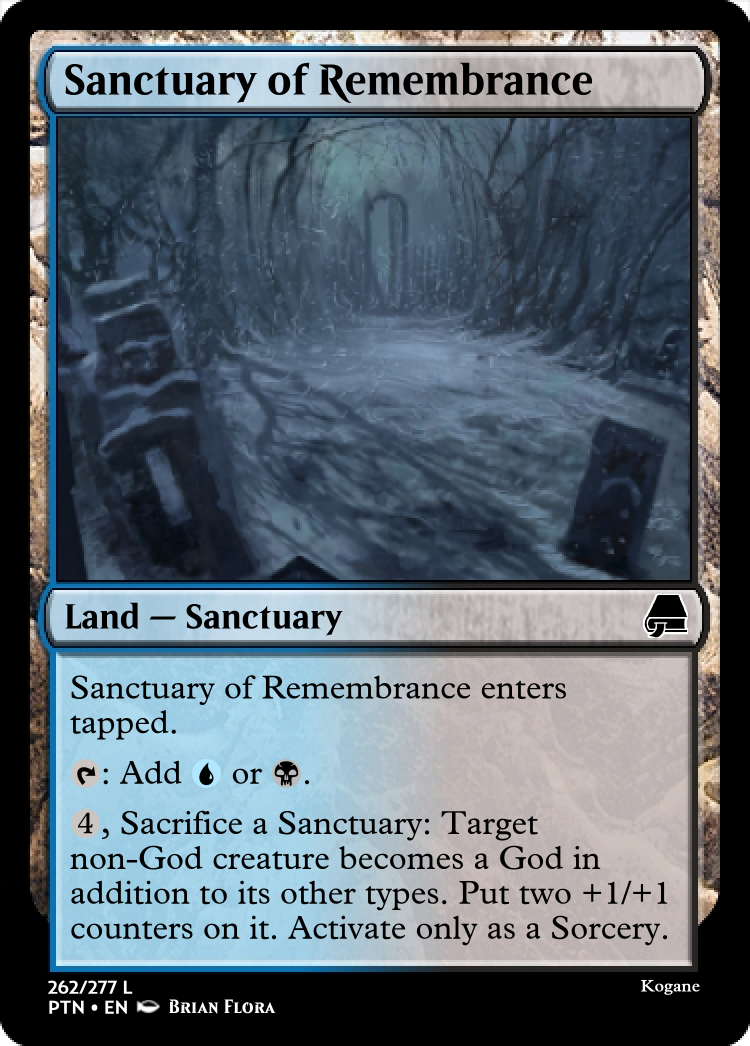 Sanctuary of Remembrance
Land — Sanctuary
Sanctuary of Remembrance enters
tapped.
: Add or .
4, Sacrifice a Sanctuary: Target
non-God creature becomes a God in
addition to its other types. Put two +1/+1
counters on it. Activate only as a Sorcery.
262/277 L
PTN • EN Brian Flora
Kogane